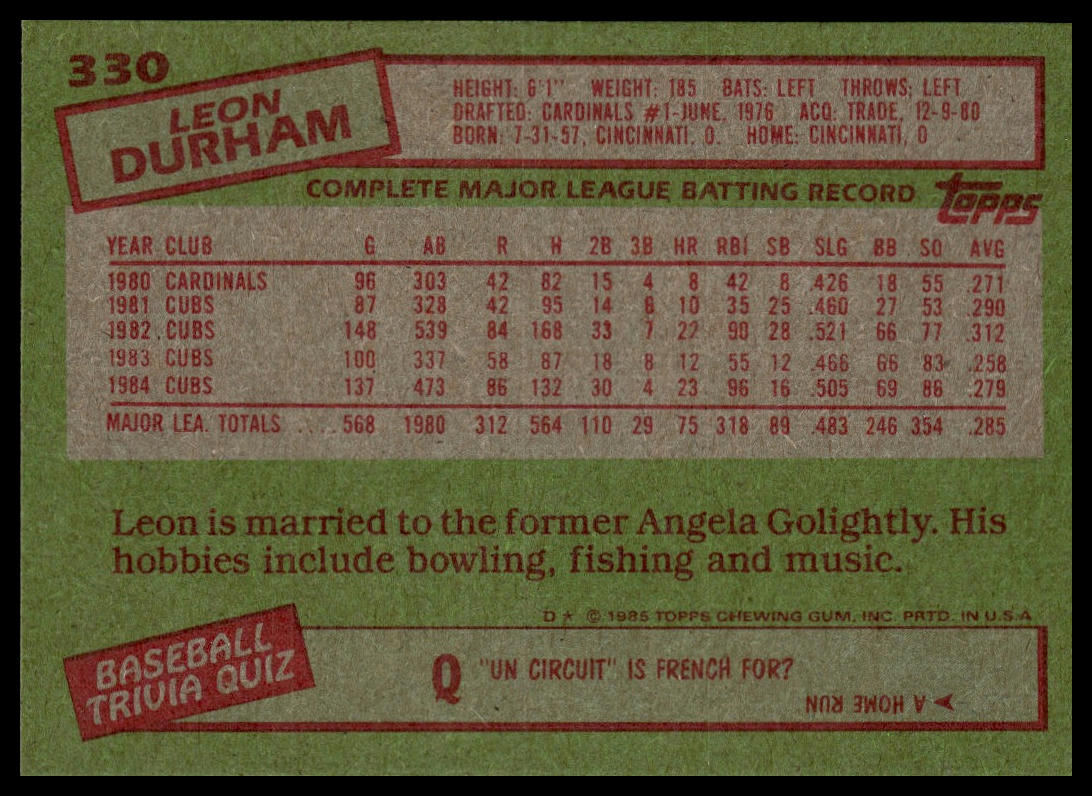 330
LEON
DURHAM
HEIGHT: 6'1" WEIGHT: 185 BATS: LEFT THROWS: LEFT
DRAFTED: CARDINALS #1-JUNE, 1976 ACQ: TRADE, 12-9-80
BORN: 7-31-57, CINCINNATI, O. HOME: CINCINNATI, O
COMPLETE MAJOR LEAGUE BATTING RECORD
TOPPS
YEAR CLUB G AB R H 2B 3B HR RBI SB SLG BB SO AVG
1980 CARDINALS 96 303 42 82 15 4 8 42 8 .426 18 55 .271
1981 CUBS 87 328 42 95 14 6 10 35 25 .460 27 53 .290
1982 CUBS 148 539 84 168 33 7 22 90 28 .521 66 77 .312
1983 CUBS 100 337 58 87 18 8 12 55 12 .466 66 83 .258
1984 CUBS 137 473 86 132 30 4 23 96 16 .505 69 86 .279
MAJOR LEA. TOTALS .... 568 1980 312 564 110 29 75 318 89 .483 246 354 .285
Leon is married to the former Angela Golightly. His
hobbies include bowling, fishing and music.
D * © 1985 TOPPS CHEWING GUM, INC. PRTD. IN U.S.A
BASEBALL
TRIVIA QUIZ
Q "UN CIRCUIT" IS FRENCH FOR?
➤ A HOME RUN